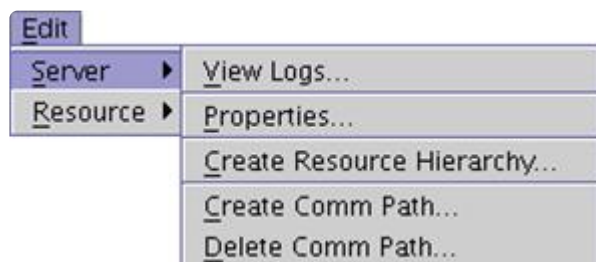 Edit
Server
Resource
View Logs...
Properties...
Create Resource Hierarchy...
Create Comm Path...
Delete Comm Path...